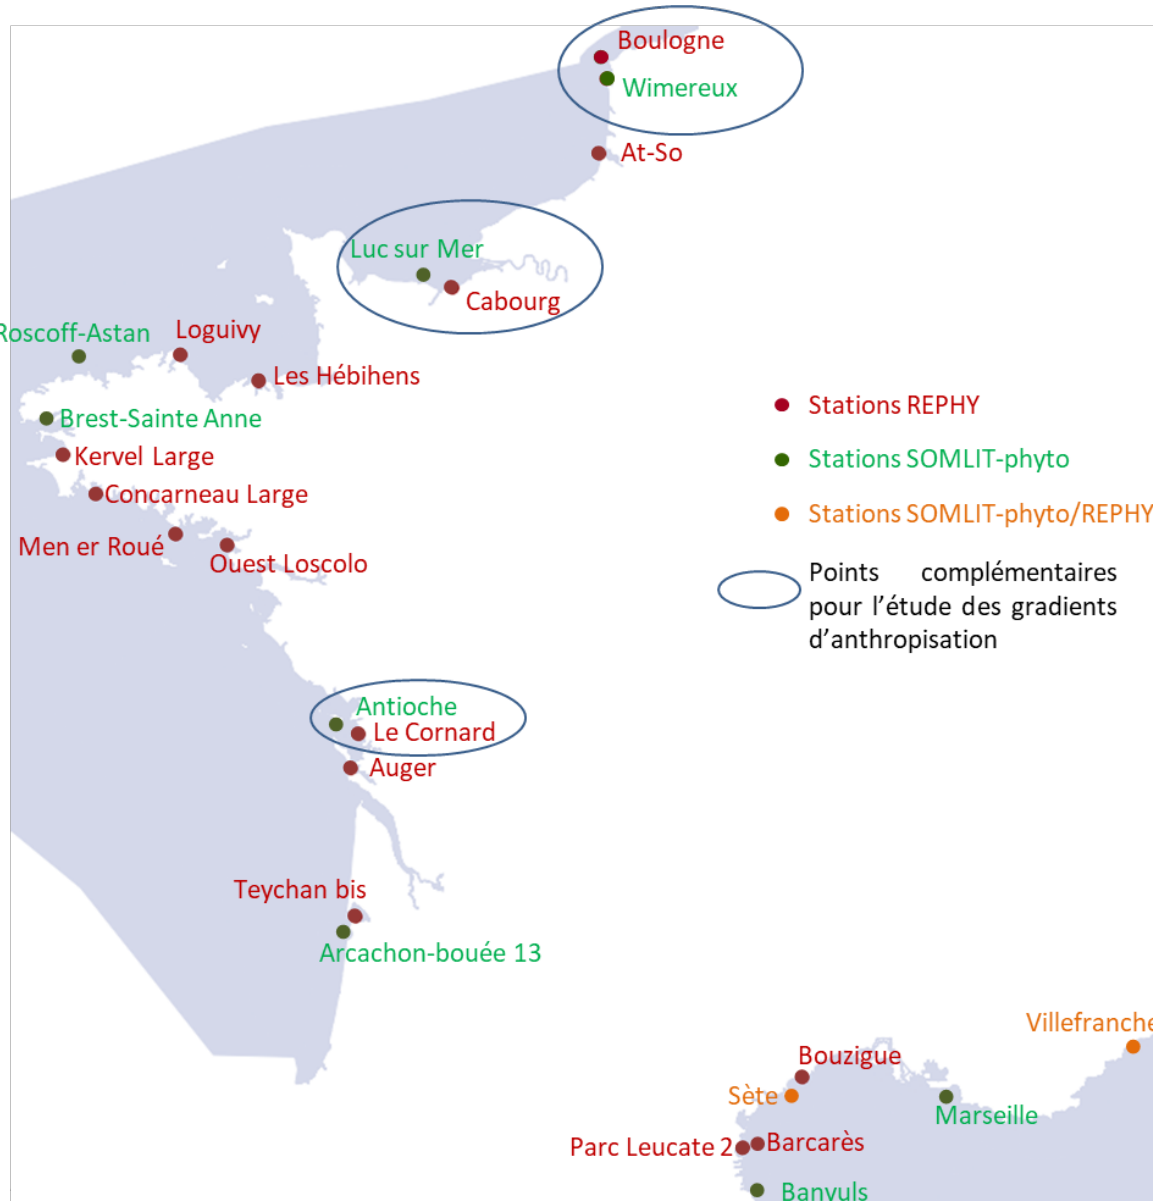 Boulogne
Wimereux
At-So
Luc sur Mer
Cabourg
Roscoff-Astan
Loguivy
Les Hébihens
Brest-Sainte Anne
Kervel Large
Concarneau Large
Men er Roué
Ouest Loscolo
Stations REPHY
Stations SOMLIT-phyto
Stations SOMLIT-phyto/REPHY
Points complémentaires
pour l’étude des gradients
d’anthropisation
Antioche
Le Cornard
Auger
Teychan bis
Arcachon-bouée 13
Villefranche
Bouzigue
Sète
Marseille
Parc Leucate 2
Barcarès
Banyuls